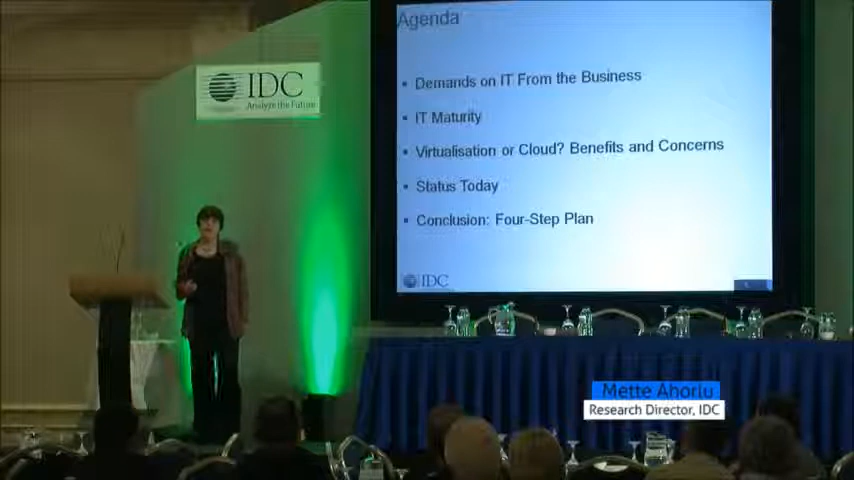 Agenda
IDC
Analyze the Future
Demands on IT From the Business
IT Maturity
Virtualisation or Cloud? Benefits and Concerns
Status Today
Conclusion: Four-Step Plan
IDC
Mette Ahorlu
Research Director, IDC